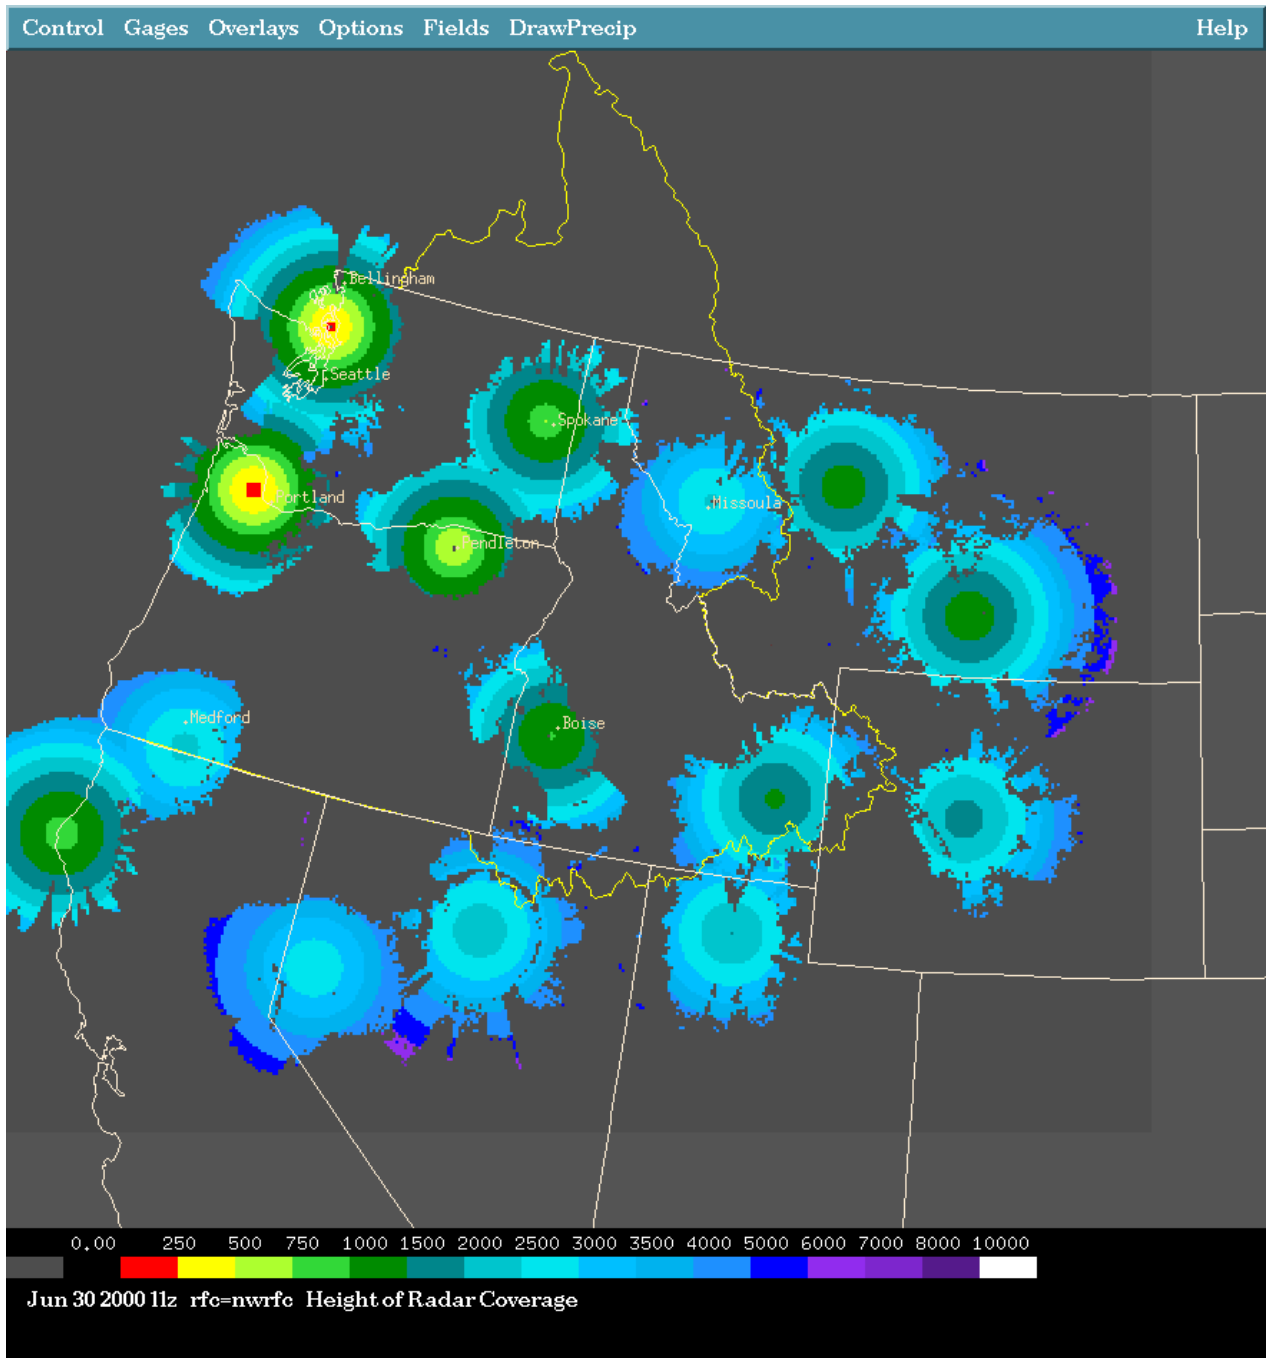 Control Gages Overlays Options Fields DrawPrecip Help
Bellingham
Seattle
Spokane
Portland
Missoula
Pendleton
Medford
Boise
0.00 250 500 750 1000 1500 2000 2500 3000 3500 4000 5000 6000 7000 8000 10000
Jun 30 2000 11z rfc=nwrfc Height of Radar Coverage